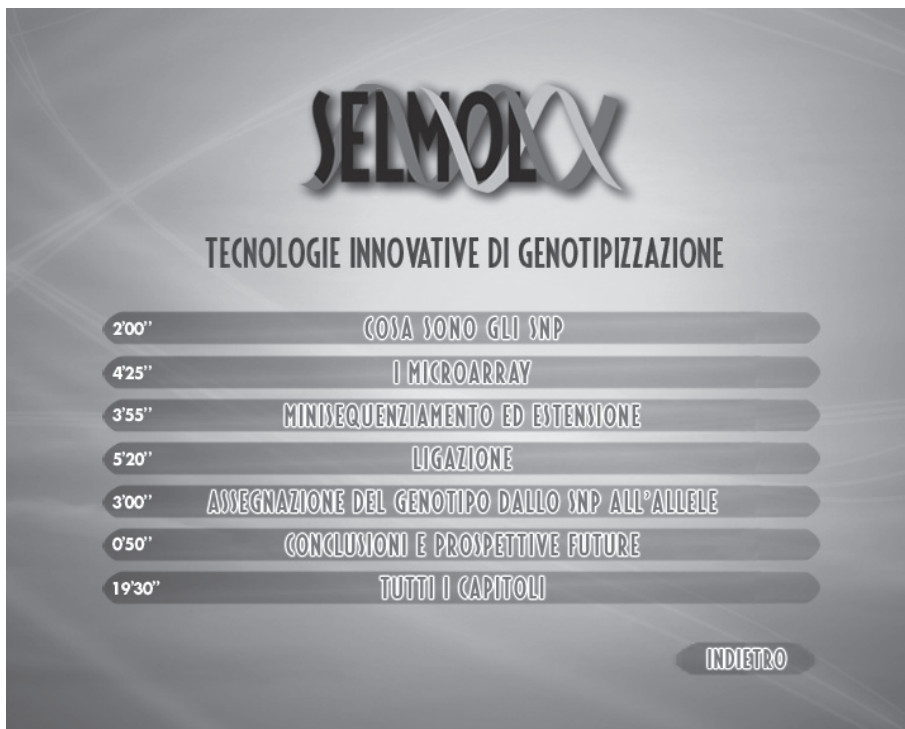 SELMOL
TECNOLOGIE INNOVATIVE DI GENOTIPIZZAZIONE
2'00'' COSA SONO GLI SNP
4'25'' I MICROARRAY
3'55'' MINISEQUENZIAMENTO ED ESTENSIONE
5'20'' LIGAZIONE
3'00'' ASSEGNAZIONE DEL GENOTIPO DALLO SNP ALL'ALLELE
0'50'' CONCLUSIONI E PROSPETTIVE FUTURE
19'30'' TUTTI I CAPITOLI
INDIETRO